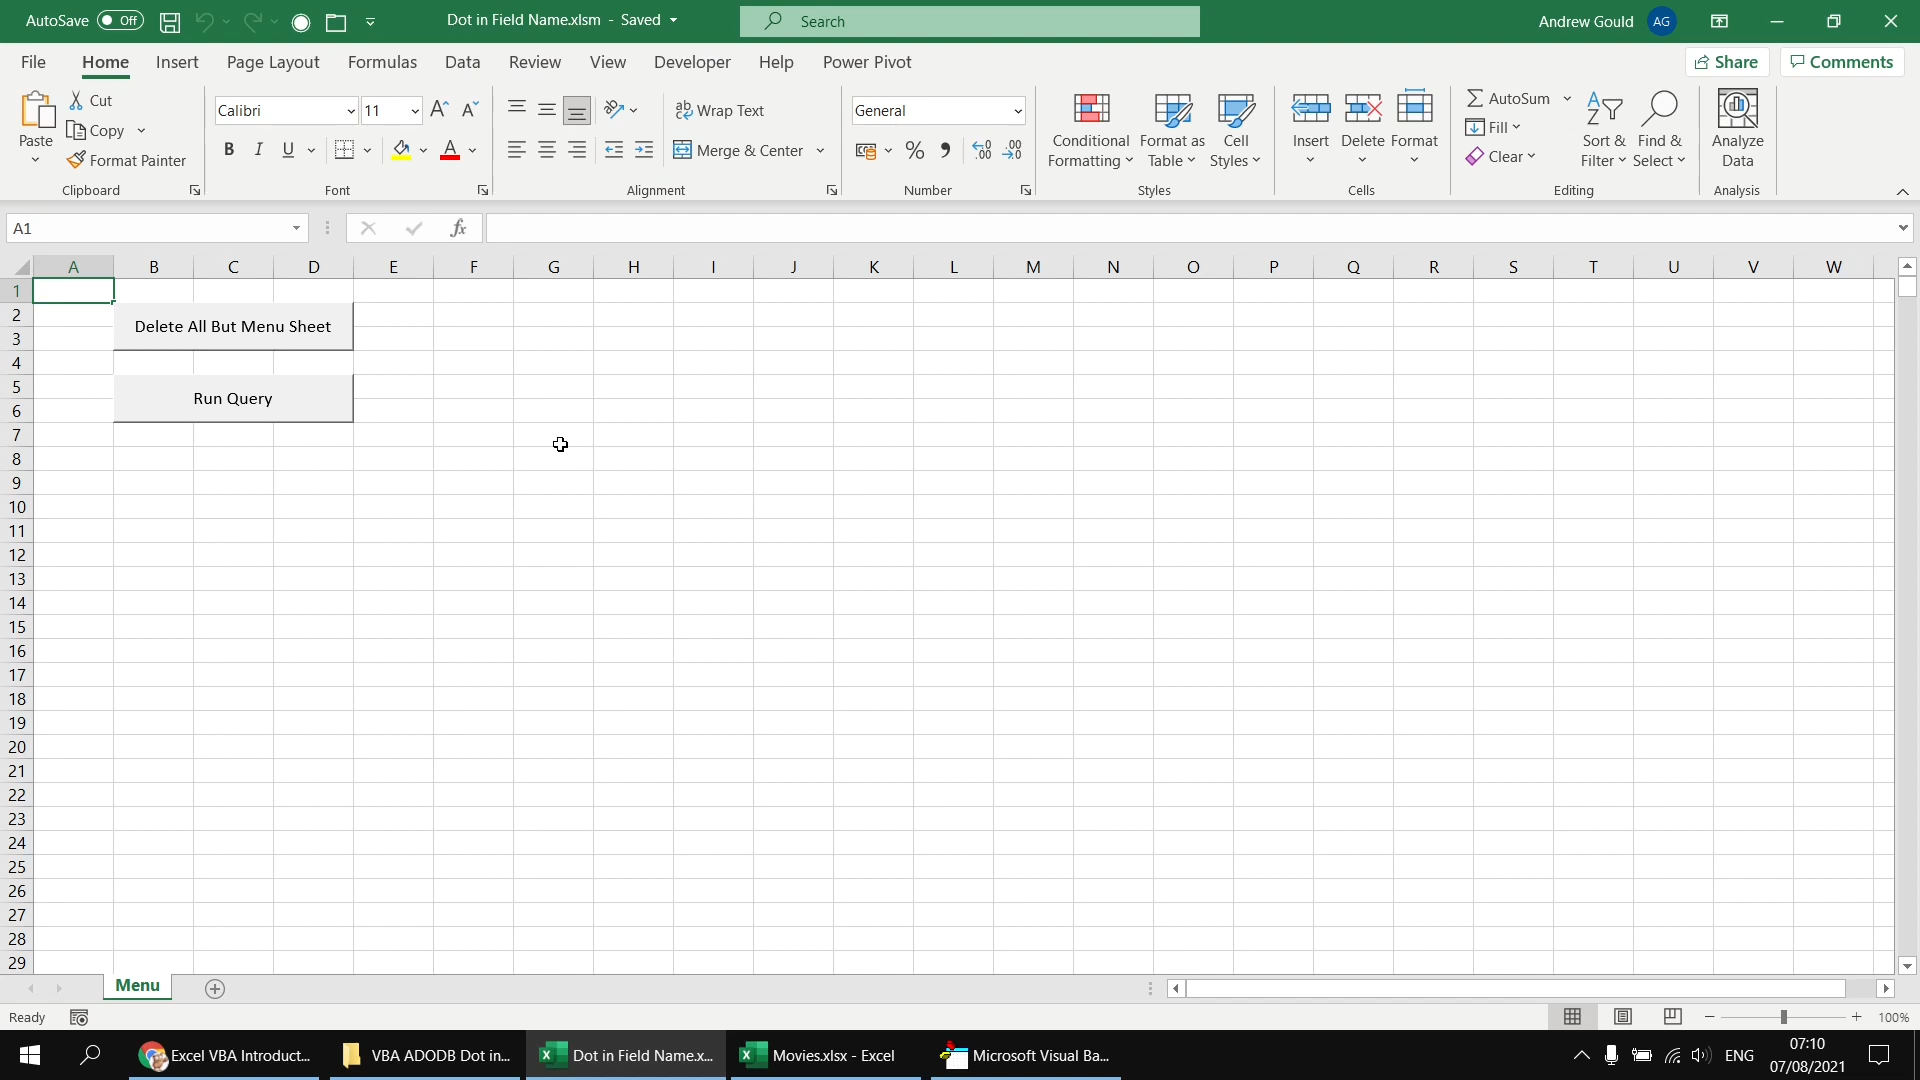 AutoSave Off Dot in Field Name.xlsm - Saved Search Andrew Gould AG
File Home Insert Page Layout Formulas Data Review View Developer Help Power Pivot Share Comments
Paste
Cut
Copy
Format Painter
Clipboard
Calibri 11
B I U A
Font
Wrap Text
Merge & Center
Alignment
General
Number
Conditional Formatting
Format as Table
Cell Styles
Styles
Insert Delete Format
Cells
AutoSum
Fill
Clear
Sort & Filter
Find & Select
Editing
Analyze Data
Analysis
A1 fx
A B C D E F G H I J K L M N O P Q R S T U V W
1
2
Delete All But Menu Sheet
3
4
5
Run Query
6
7
8
9
10
11
12
13
14
15
16
17
18
19
20
21
22
23
24
25
26
27
28
29
Menu
Ready 100%
Excel VBA Introduct... VBA ADODB Dot in... Dot in Field Name.x... Movies.xlsx - Excel Microsoft Visual Ba... ENG 07:10
07/08/2021